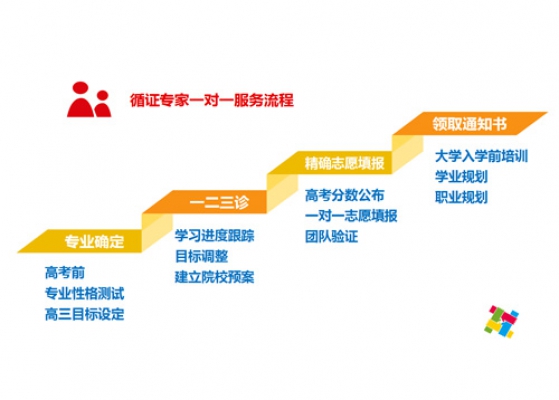 循证专家一对一服务流程
专业确定
高考前
专业性格测试
高三目标设定
一二三诊
学习进度跟踪
目标调整
建立院校预案
精确志愿填报
高考分数公布
一对一志愿填报
团队验证
领取通知书
大学入学前培训
学业规划
职业规划